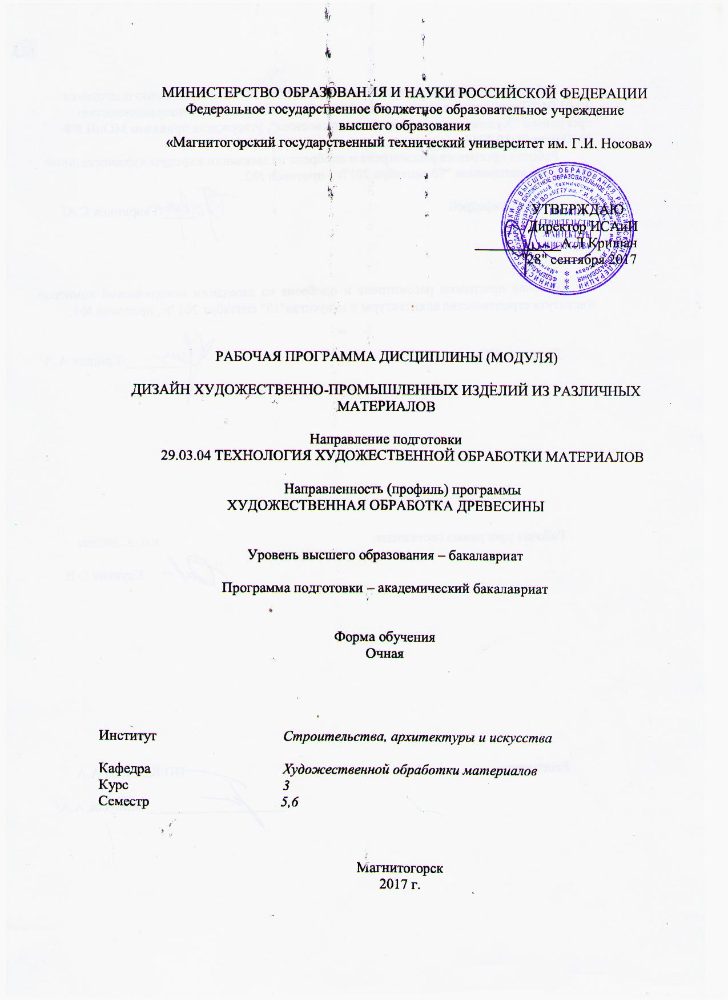 МИНИСТЕРСТВО ОБРАЗОВАНИЯ И НАУКИ РОССИЙСКОЙ ФЕДЕРАЦИИ
Федеральное государственное бюджетное образовательное учреждение
высшего образования
«Магнитогорский государственный технический университет им. Г.И. Носова»
УТВЕРЖДАЮ
Директор ИСАиИ
А.Л.Кришан
"28" сентября 2017
РАБОЧАЯ ПРОГРАММА ДИСЦИПЛИНЫ (МОДУЛЯ)
ДИЗАЙН ХУДОЖЕСТВЕННО-ПРОМЫШЛЕННЫХ ИЗДЕЛИЙ ИЗ РАЗЛИЧНЫХ
МАТЕРИАЛОВ
Направление подготовки
29.03.04 ТЕХНОЛОГИЯ ХУДОЖЕСТВЕННОЙ ОБРАБОТКИ МАТЕРИАЛОВ
Направленность (профиль) программы
ХУДОЖЕСТВЕННАЯ ОБРАБОТКА ДРЕВЕСИНЫ
Уровень высшего образования – бакалавриат
Программа подготовки – академический бакалавриат
Форма обучения
Очная
Институт Строительства, архитектуры и искусства
Кафедра Художественной обработки материалов
Курс 3
Семестр 5,6
Магнитогорск
2017 г.